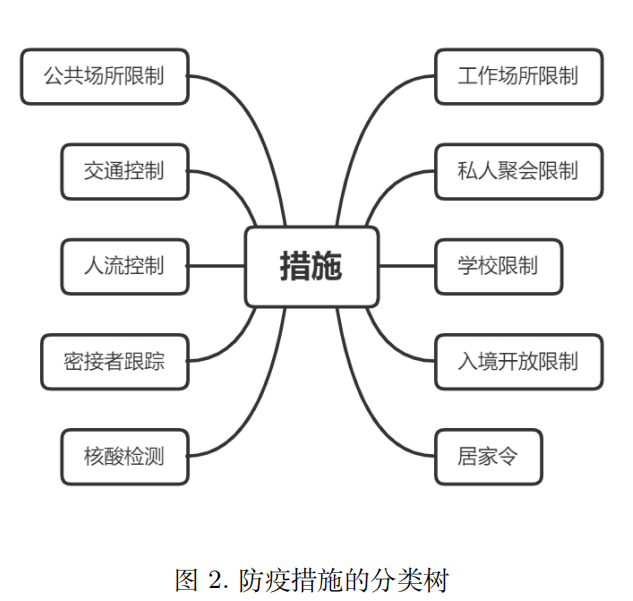 公共场所限制
交通控制
人流控制
密接者跟踪
核酸检测
措施
工作场所限制
私人聚会限制
学校限制
入境开放限制
居家令
图 2. 防疫措施的分类树